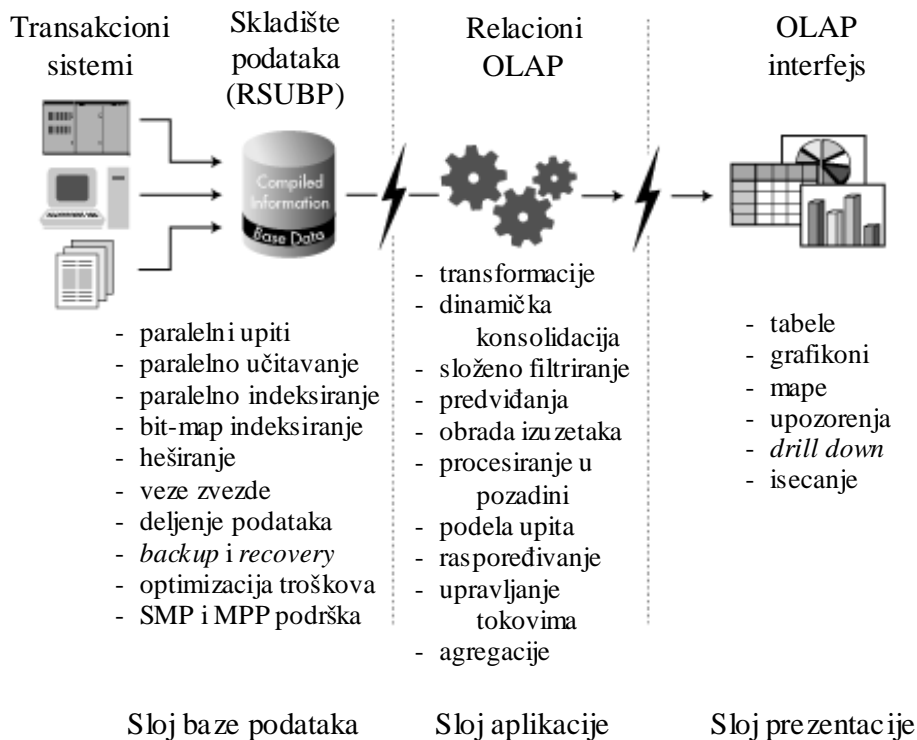 Transakcioni
sistemi
Skladište
podataka
(RSUBP)
Relacioni
OLAP
OLAP
interfejs
Compiled
Information
Base Data
- paralelni upiti
- paralelno učitavanje
- paralelno indeksiranje
- bit-map indeksiranje
- heširanje
- veze zvezde
- deljenje podataka
- backup i recovery
- optimizacija troškova
- SMP i MPP podrška
- transformacije
- dinamička
konsolidacija
- složeno filtriranje
- predviđanja
- obrada izuzetaka
- procesiranje u
pozadini
- podela upita
- raspoređivanje
- upravljanje
tokovima
- agregacije
- tabele
- grafikoni
- mape
- upozorenja
- drill down
- isecanje
Sloj baze podataka
Sloj aplikacije
Sloj prezentacije